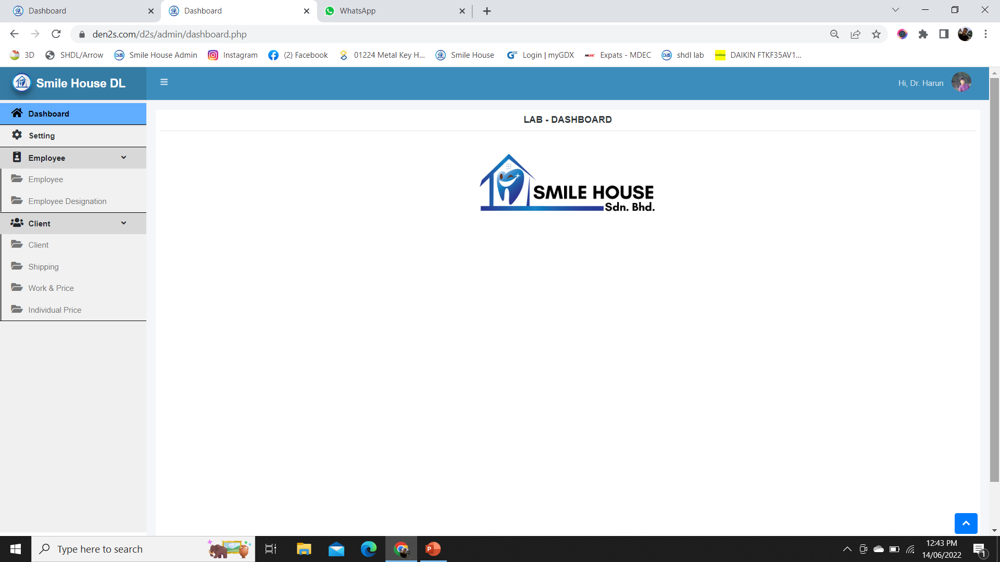 Dashboard
Dashboard
WhatsApp
den2s.com/d2s/admin/dashboard.php
3D
SHDL/Arrow
Smile House Admin
Instagram
(2) Facebook
01224 Metal Key H...
Smile House
Login | myGDX
Expats - MDEC
shdl lab
DAIKIN FTKF35AV1...
Smile House DL
Hi, Dr. Harun
Dashboard
Setting
Employee
Employee
Employee Designation
Client
Client
Shipping
Work & Price
Individual Price
LAB - DASHBOARD
SMILE HOUSE
Sdn. Bhd.
Type here to search
12:43 PM
14/06/2022
1